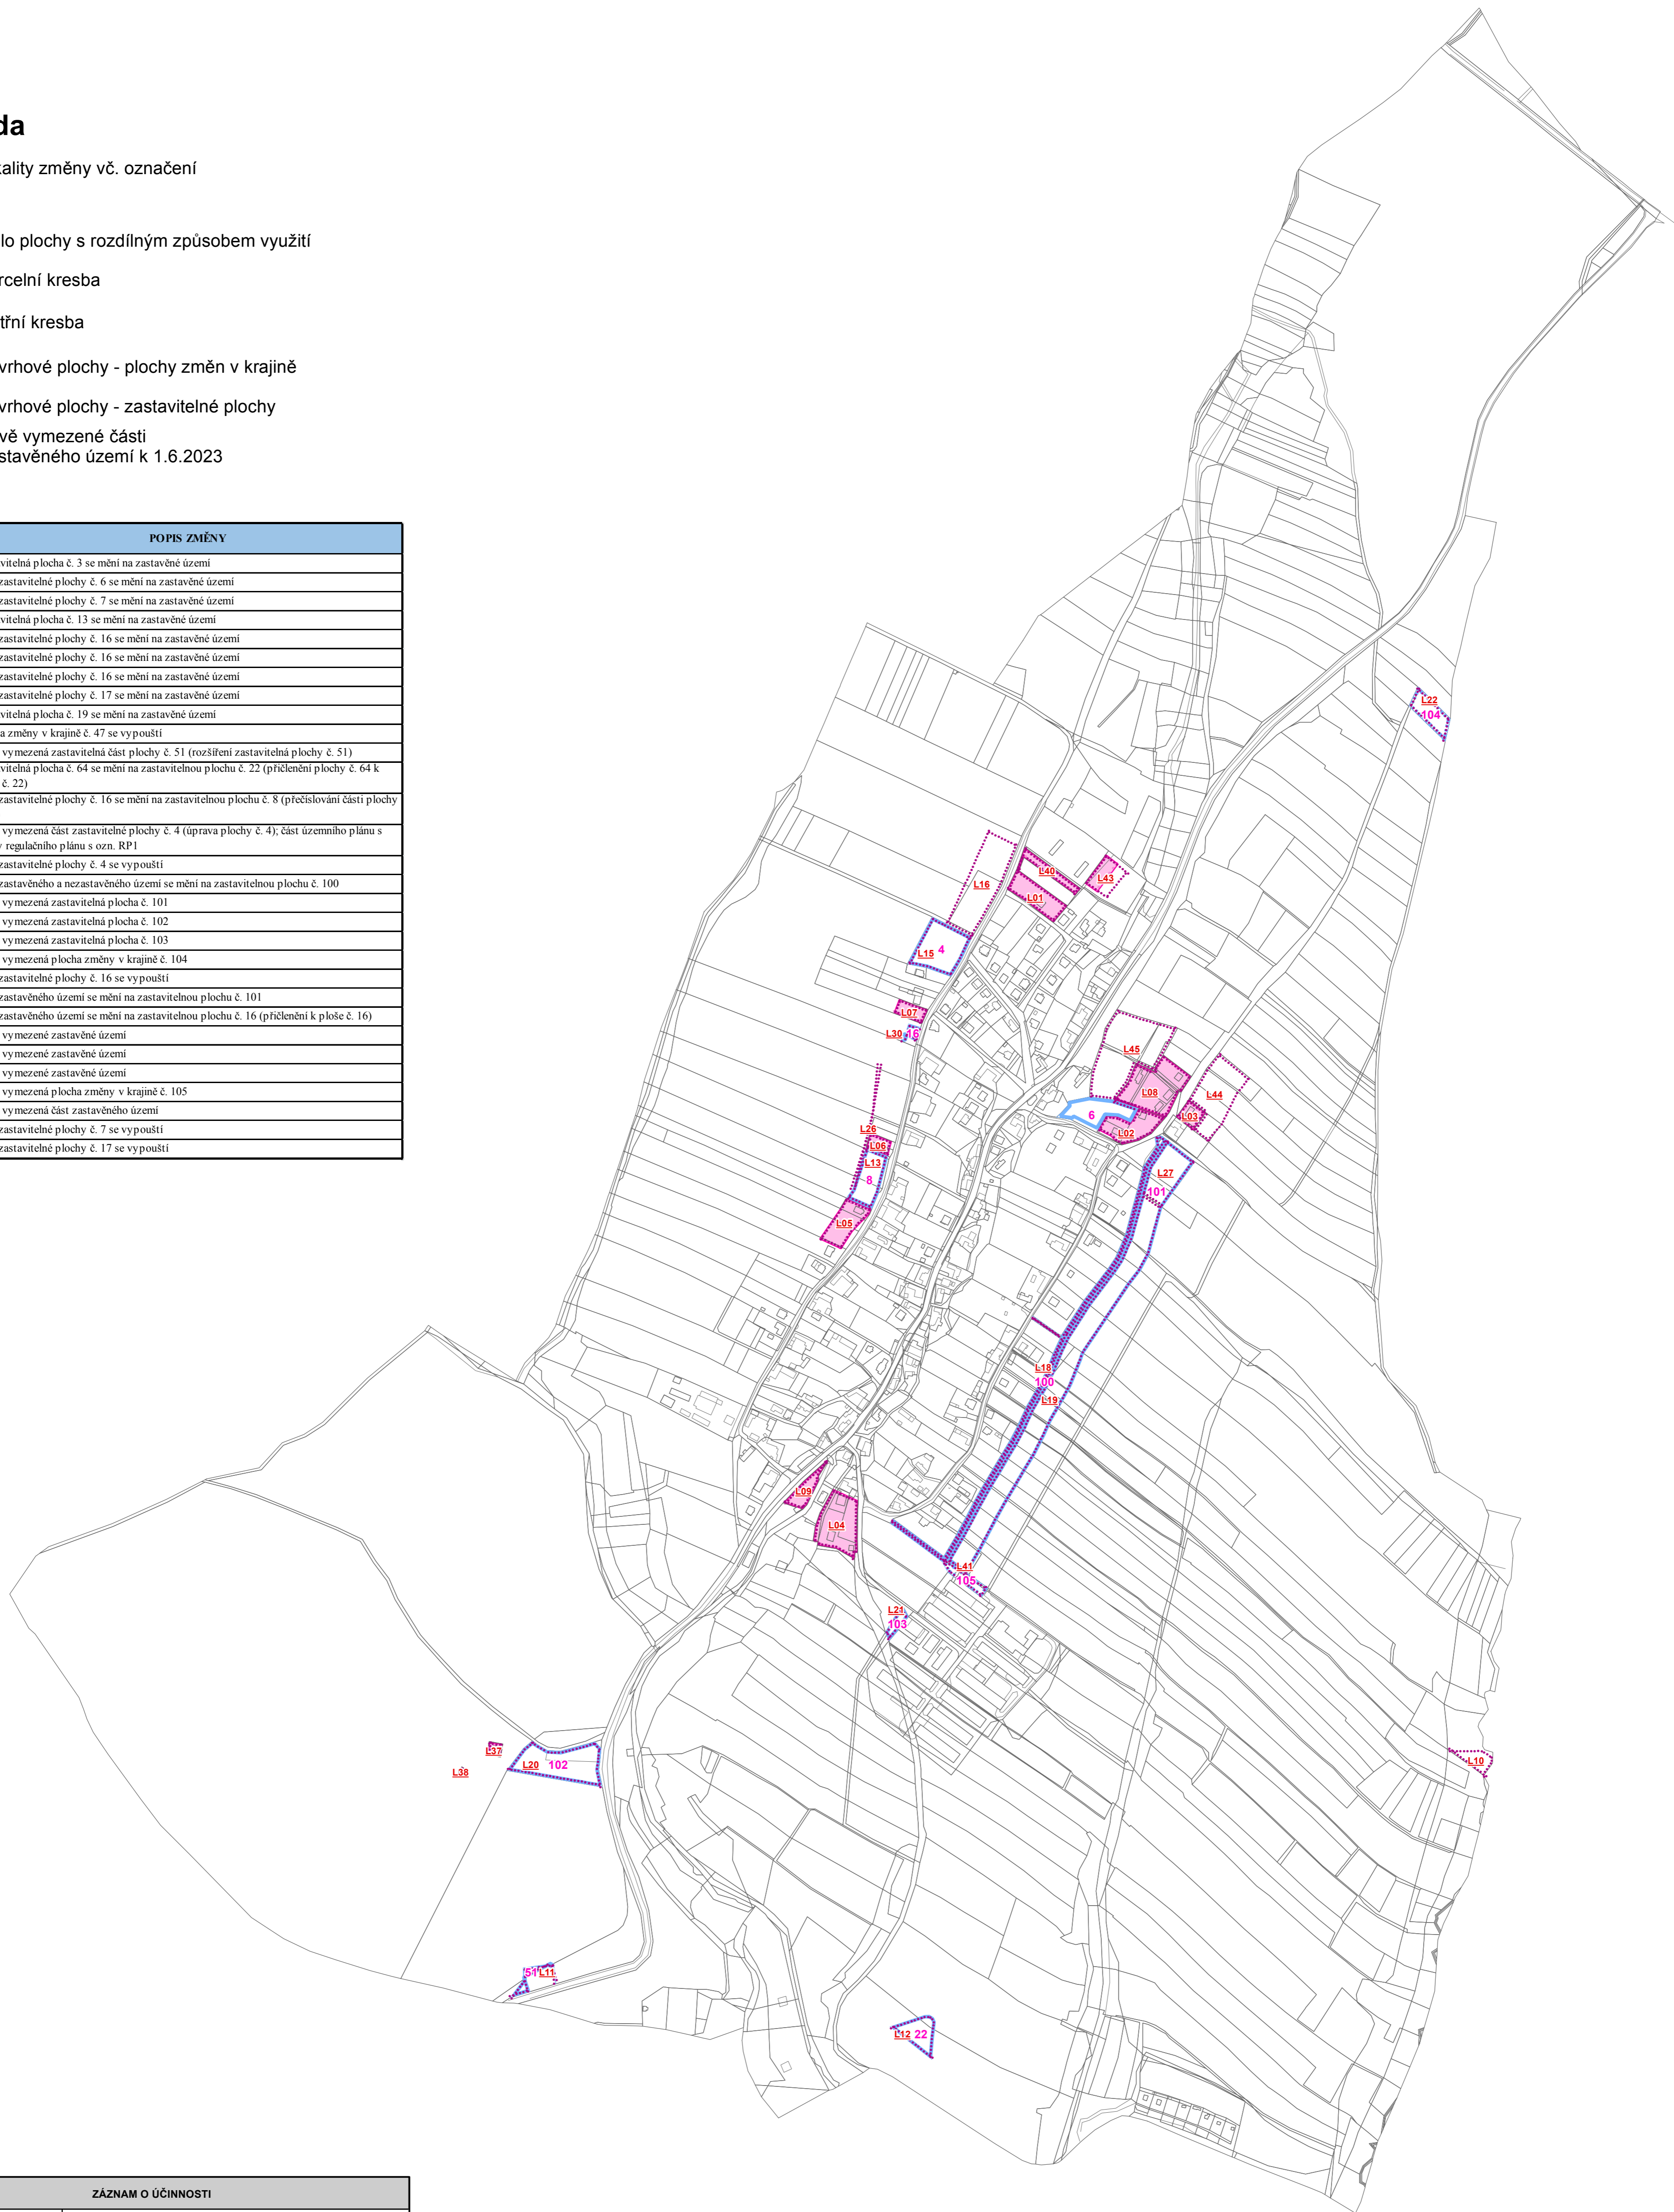 da
kality změny vč. označení
lo plochy s rozdílným způsobem využití
rcelní kresba
třní kresba
vrhové plochy - plochy změn v krajině
vrhové plochy - zastavitelné plochy
vě vymezené části
stavěného území k 1.6.2023
POPIS ZMĚNY
vitelná plocha č. 3 se mění na zastavěné území
zastavitelné plochy č. 6 se mění na zastavěné území
zastavitelné plochy č. 7 se mění na zastavěné území
vitelná plocha č. 13 se mění na zastavěné území
zastavitelné plochy č. 16 se mění na zastavěné území
zastavitelné plochy č. 16 se mění na zastavěné území
zastavitelné plochy č. 16 se mění na zastavěné území
zastavitelné plochy č. 17 se mění na zastavěné území
vitelná plocha č. 19 se mění na zastavěné území
a změny v krajině č. 47 se vypouští
vymezená zastavitelná část plochy č. 51 (rozšíření zastavitelná plochy č. 51)
vitelná plocha č. 64 se mění na zastavitelnou plochu č. 22 (přičlenění plochy č. 64 k
č. 22)
zastavitelné plochy č. 16 se mění na zastavitelnou plochu č. 8 (přečíslování části plochy
vymezená část zastavitelné plochy č. 4 (úprava plochy č. 4); část územního plánu s
y regulačního plánu s ozn. RP1
zastavitelné plochy č. 4 se vypouští
zastavěného a nezastavěného území se mění na zastavitelnou plochu č. 100
vymezená zastavitelná plocha č. 101
vymezená zastavitelná plocha č. 102
vymezená zastavitelná plocha č. 103
vymezená plocha změny v krajině č. 104
zastavitelné plochy č. 16 se vypouští
zastavěného území se mění na zastavitelnou plochu č. 101
zastavěného území se mění na zastavitelnou plochu č. 16 (přičlenění k ploše č. 16)
vymezené zastavěné území
vymezené zastavěné území
vymezené zastavěné území
vymezená plocha změny v krajině č. 105
vymezená část zastavěného území
zastavitelné plochy č. 7 se vypouští
zastavitelné plochy č. 17 se vypouští
L22
104
L40
L43
L16
L01
4
L15
L07
L30
16
L45
L08
L44
6
L03
L02
L26
L06
L13
8
L27
101
L05
L18
100
L19
L09
L04
L41
105
L21
103
L37
L38
L20
102
L10
51
L11
L12
22
ZÁZNAM O ÚČINNOSTI